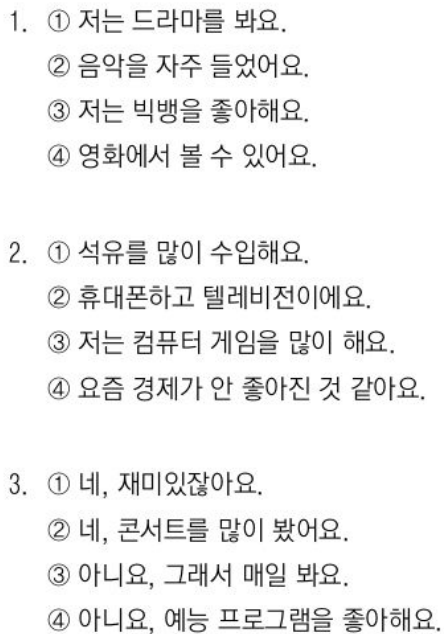 1. ① 저는 드라마를 봐요.
② 음악을 자주 들었어요.
③ 저는 빅뱅을 좋아해요.
④ 영화에서 볼 수 있어요.
2. ① 석유를 많이 수입해요.
② 휴대폰하고 텔레비전이에요.
③ 저는 컴퓨터 게임을 많이 해요.
④ 요즘 경제가 안 좋아진 것 같아요.
3. ① 네, 재미있잖아요.
② 네, 콘서트를 많이 봤어요.
③ 아니요, 그래서 매일 봐요.
④ 아니요, 예능 프로그램을 좋아해요.